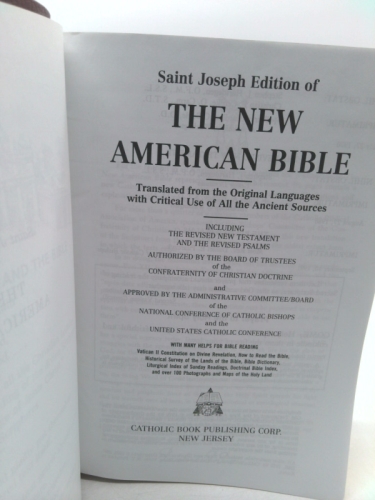 Saint Joseph Edition of
THE NEW
AMERICAN BIBLE
Translated from the Original Languages
with Critical Use of All the Ancient Sources
INCLUDING
THE REVISED NEW TESTAMENT
AND THE REVISED PSALMS
AUTHORIZED BY THE BOARD OF TRUSTEES
of the
CONFRATERNITY OF CHRISTIAN DOCTRINE
and
APPROVED BY THE ADMINISTRATIVE COMMITTEE/BOARD
of the
NATIONAL CONFERENCE OF CATHOLIC BISHOPS
and the
UNITED STATES CATHOLIC CONFERENCE
WITH MANY HELPS FOR BIBLE READING
Vatican II Constitution on Divine Revelation, How to Read the Bible,
Historical Survey of the Lands of the Bible, Bible Dictionary,
Liturgical Index of Sunday Readings, Doctrinal Bible Index,
and over 100 Photographs and Maps of the Holy Land
CATHOLIC BOOK PUBLISHING CORP.
NEW JERSEY